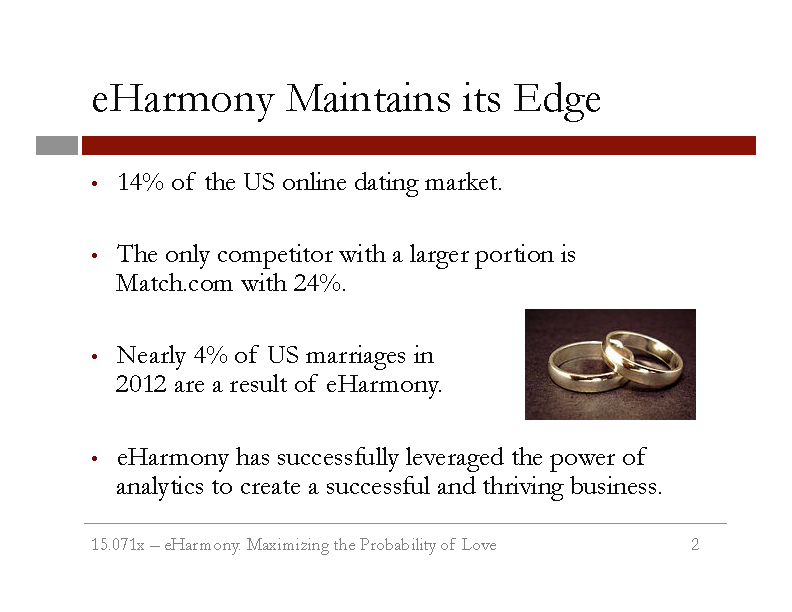 eHarmony Maintains its Edge
• 14% of the US online dating market.
• The only competitor with a larger portion is
Match.com with 24%.
• Nearly 4% of US marriages in
2012 are a result of eHarmony.
• eHarmony has successfully leveraged the power of
analytics to create a successful and thriving business.
15.071x – eHarmony: Maximizing the Probability of Love 2